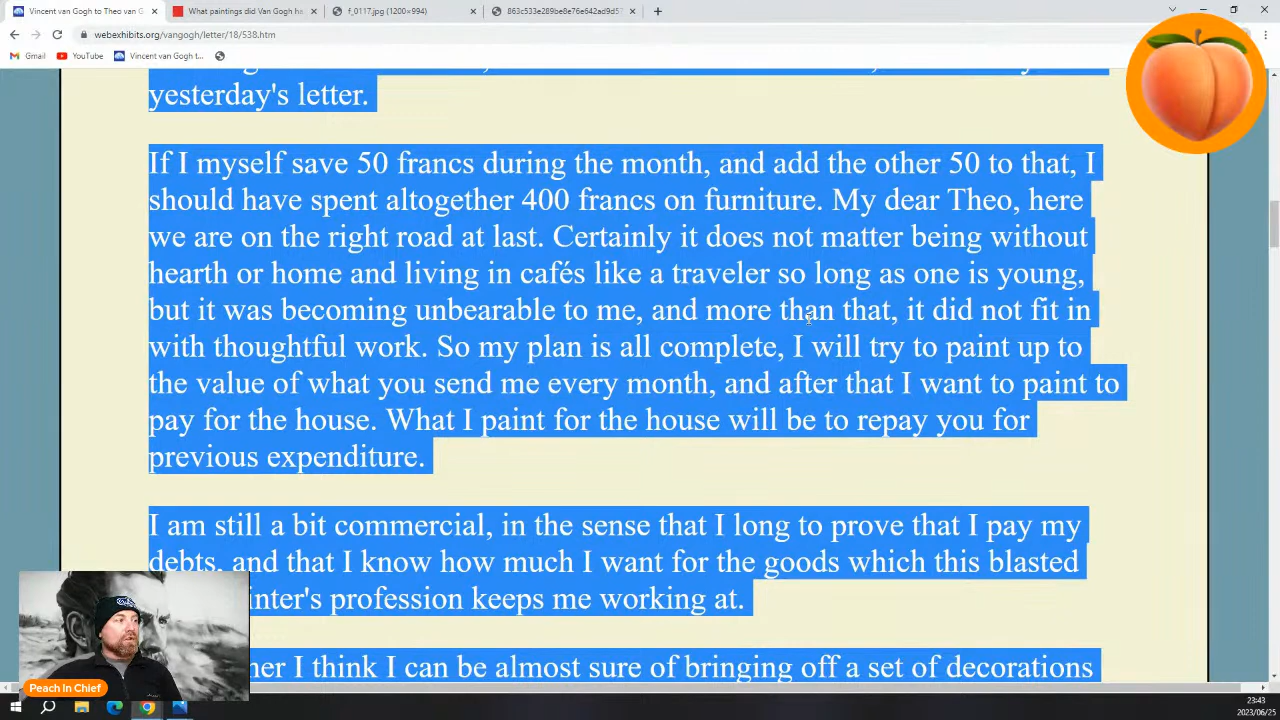 Vincent van Gogh to Theo van G
What paintings did Van Gogh ha
f_0117.jpg (1200×994)
863c533e289be8e76e642ad9d57
webexhibits.org/vangogh/letter/18/538.htm
Gmail
YouTube
Vincent van Gogh t...
yesterday's letter.
If I myself save 50 francs during the month, and add the other 50 to that, I
should have spent altogether 400 francs on furniture. My dear Theo, here
we are on the right road at last. Certainly it does not matter being without
hearth or home and living in cafés like a traveler so long as one is young,
but it was becoming unbearable to me, and more than that, it did not fit in
with thoughtful work. So my plan is all complete, I will try to paint up to
the value of what you send me every month, and after that I want to paint to
pay for the house. What I paint for the house will be to repay you for
previous expenditure.
I am still a bit commercial, in the sense that I long to prove that I pay my
debts, and that I know how much I want for the goods which this blasted
inter's profession keeps me working at.
her I think I can be almost sure of bringing off a set of decorations
Peach In Chief
23:43
2023/06/25